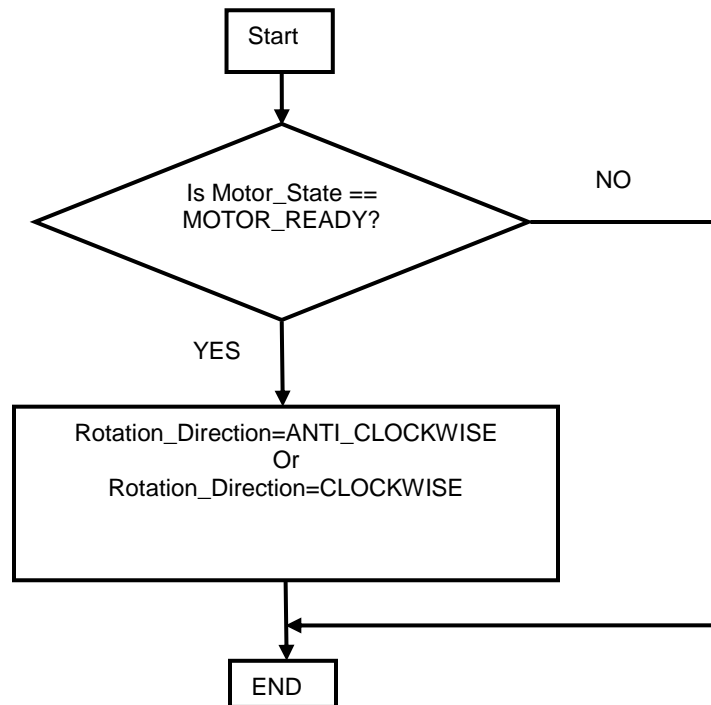 Start
Is Motor_State ==
MOTOR_READY?
NO
YES
Rotation_Direction=ANTI_CLOCKWISE
Or
Rotation_Direction=CLOCKWISE
END